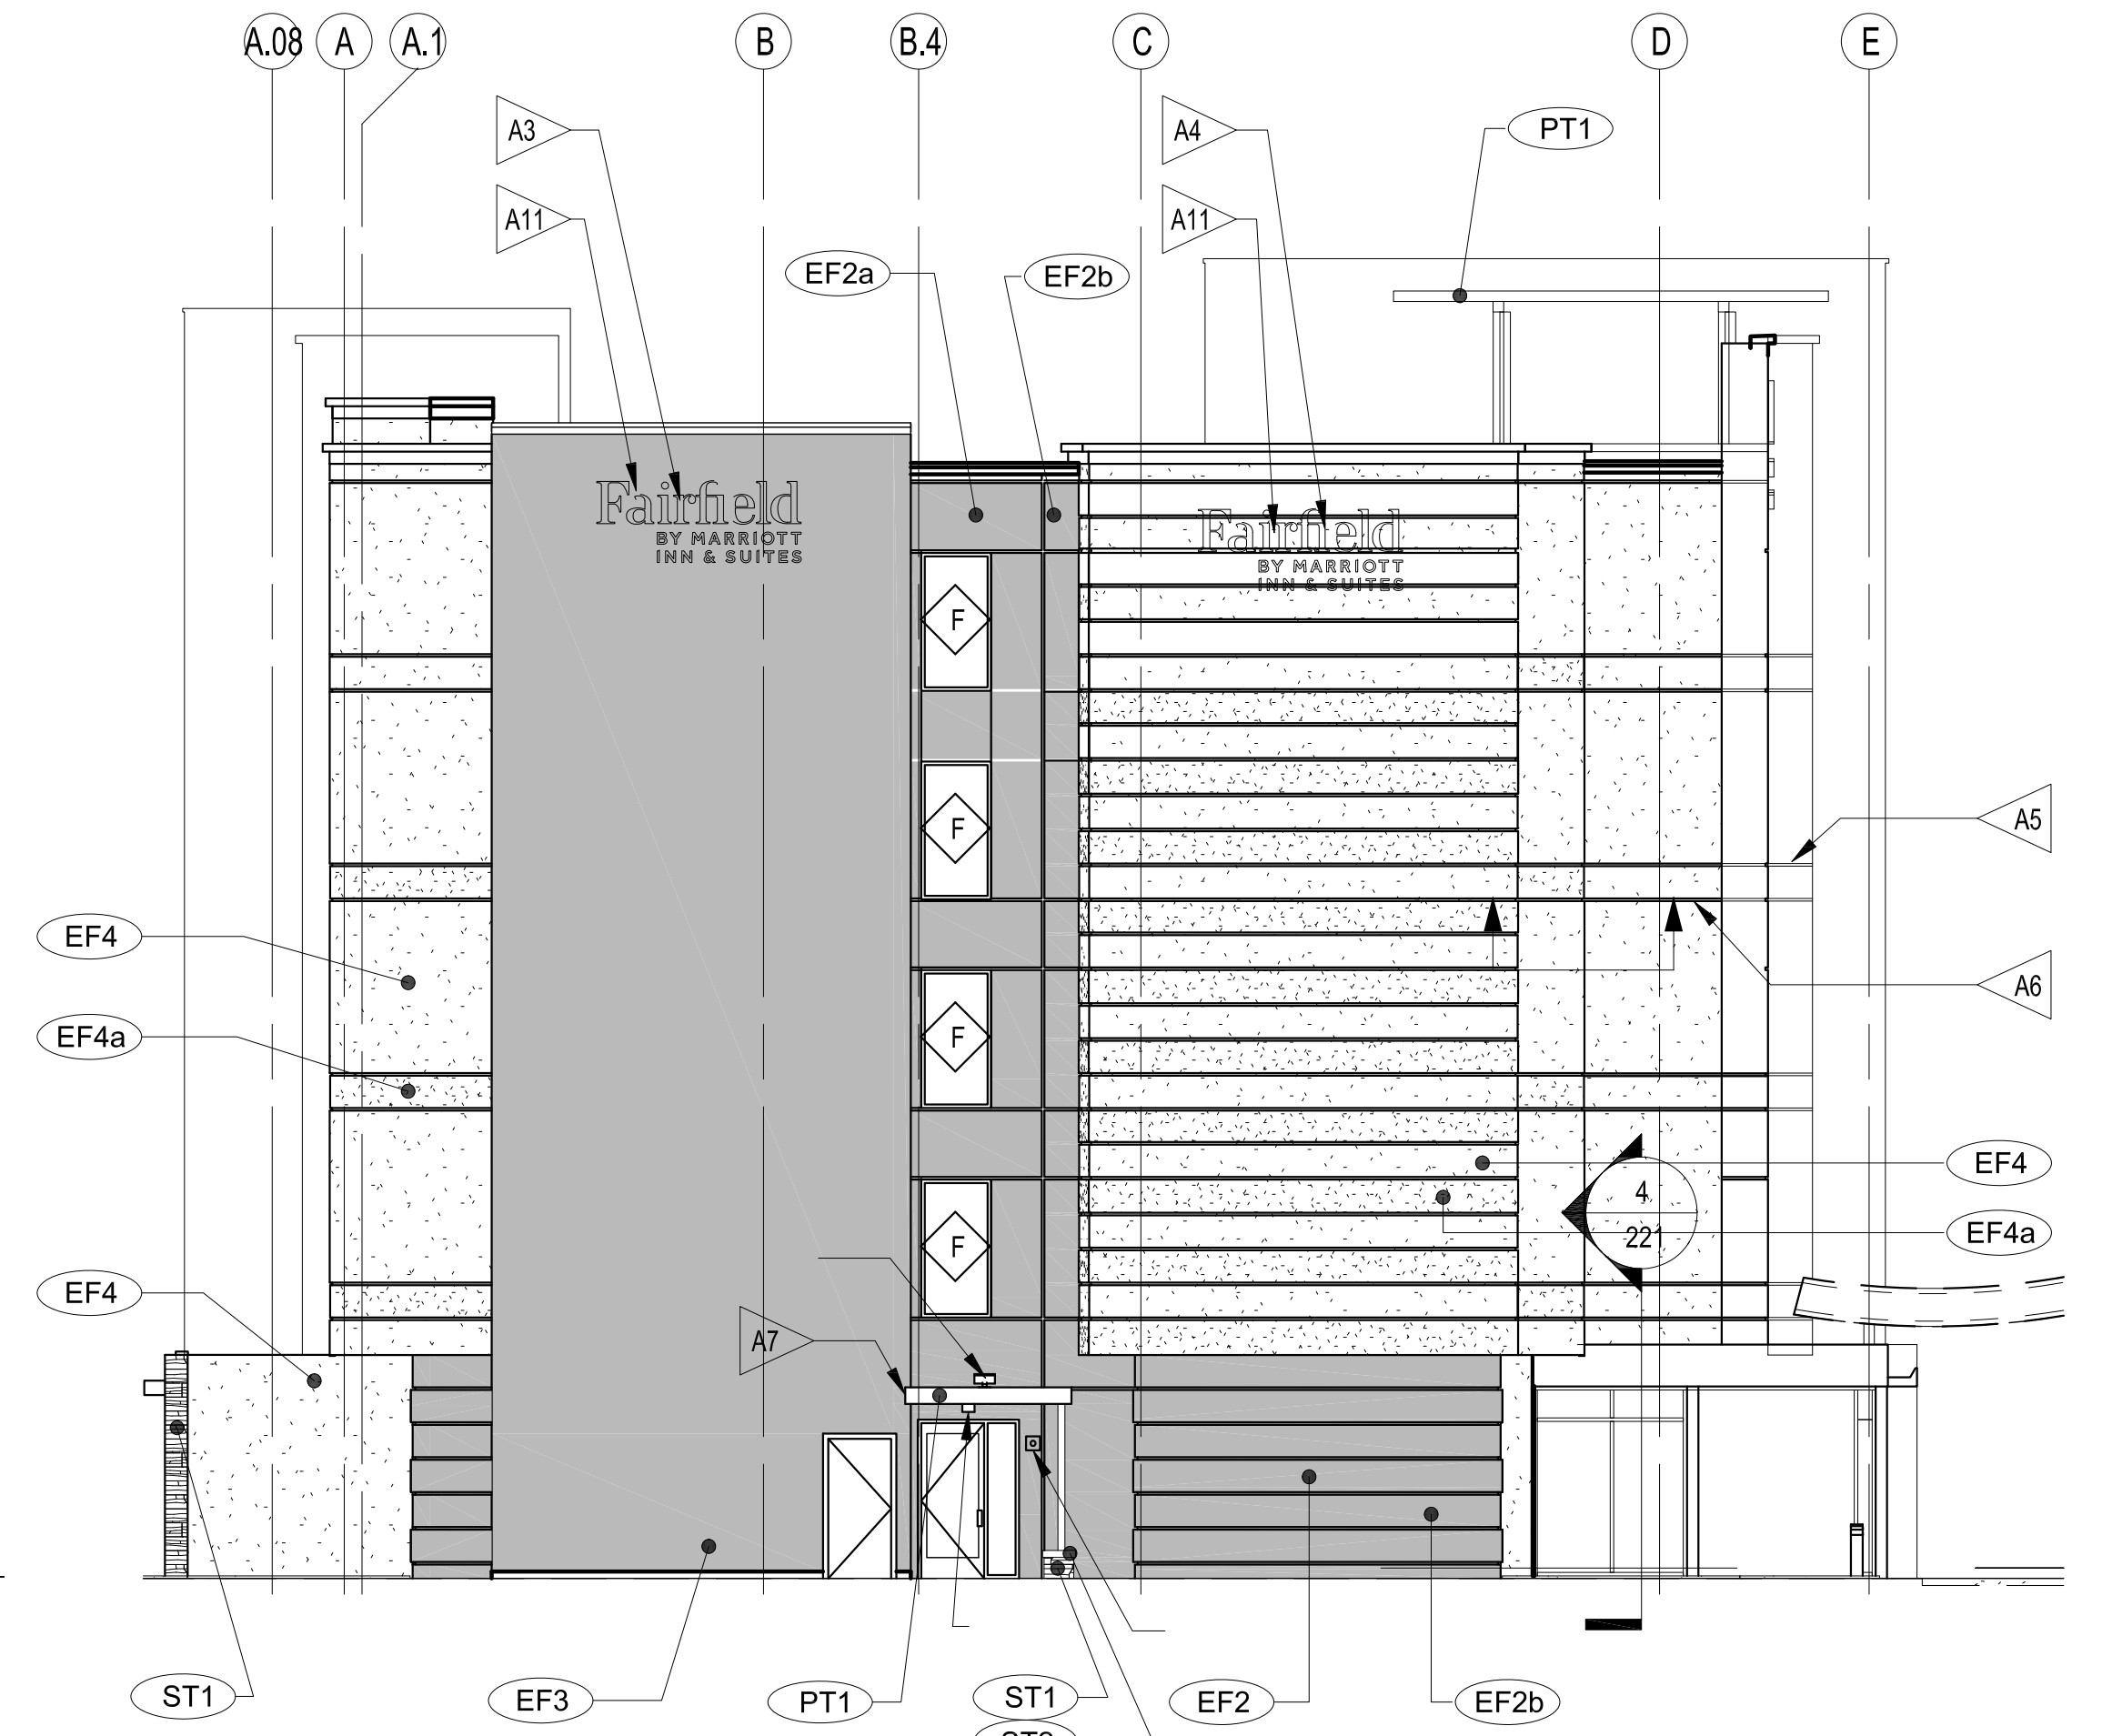 A.08
A
A.1
B
B.4
C
D
E
A3
A4
PT1
A11
A11
EF2a
EF2b
Fairfield
BY MARRIOTT
INN & SUITES
Fairfield
BY MARRIOTT
INN & SUITES
F
F
A5
EF4
A6
EF4a
F
EF4
4
221
EF4a
F
EF4
A7
ST1
EF3
PT1
ST1
EF2
EF2b